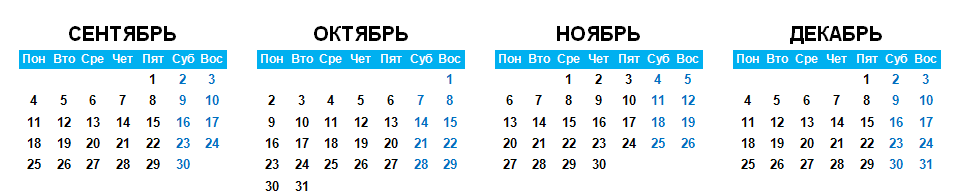 СЕНТЯБРЬ ОКТЯБРЬ НОЯБРЬ ДЕКАБРЬ
Пон Вто Сре Чет Пят Суб Вос Пон Вто Сре Чет Пят Суб Вос Пон Вто Сре Чет Пят Суб Вос Пон Вто Сре Чет Пят Суб Вос
1 2 3 1 1 2 3 4 5 1 2 3
4 5 6 7 8 9 10 2 3 4 5 6 7 8 6 7 8 9 10 11 12 4 5 6 7 8 9 10
11 12 13 14 15 16 17 9 10 11 12 13 14 15 13 14 15 16 17 18 19 11 12 13 14 15 16 17
18 19 20 21 22 23 24 16 17 18 19 20 21 22 20 21 22 23 24 25 26 18 19 20 21 22 23 24
25 26 27 28 29 30 23 24 25 26 27 28 29 27 28 29 30 25 26 27 28 29 30 31
30 31